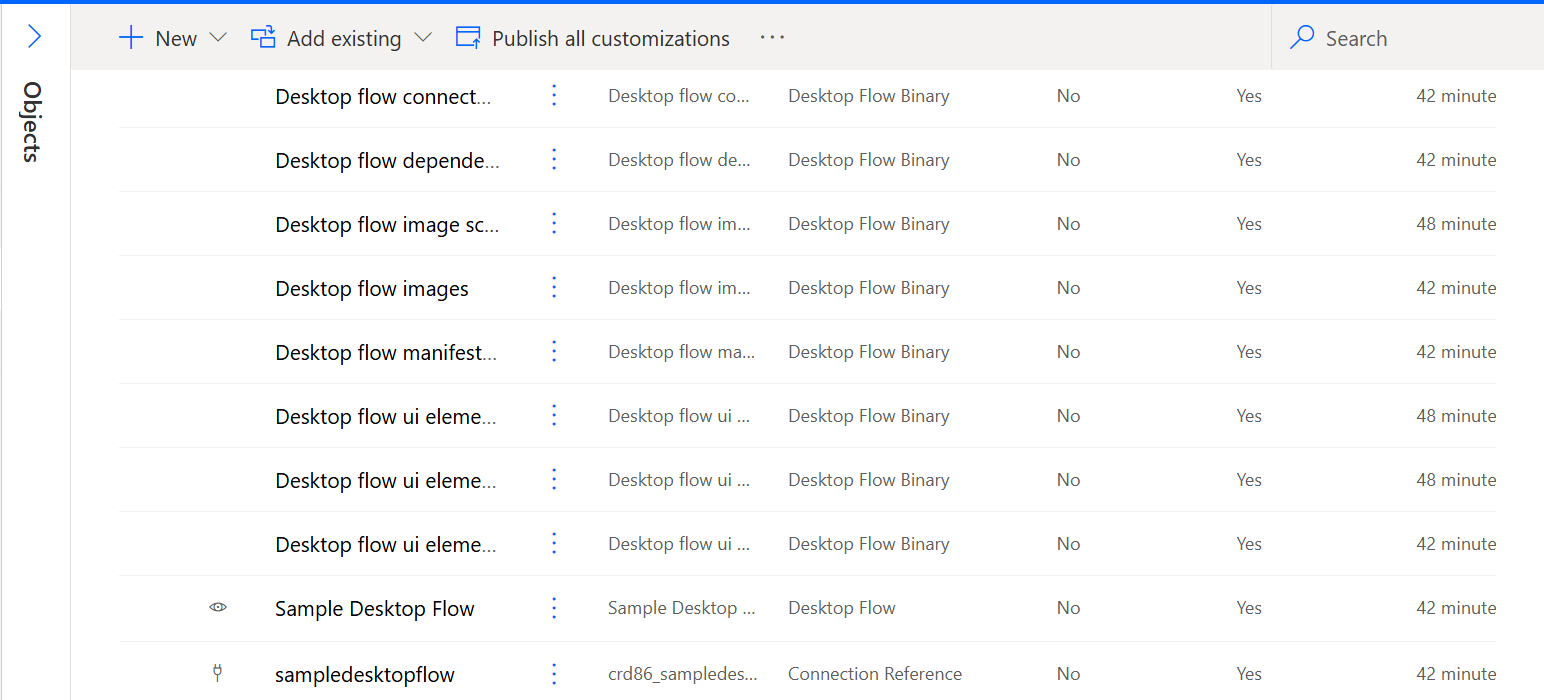 New Add existing Publish all customizations ... Search
Objects
Desktop flow connect... Desktop flow co... Desktop Flow Binary No Yes 42 minute
Desktop flow depende... Desktop flow de... Desktop Flow Binary No Yes 42 minute
Desktop flow image sc... Desktop flow im... Desktop Flow Binary No Yes 48 minute
Desktop flow images Desktop flow im... Desktop Flow Binary No Yes 42 minute
Desktop flow manifest... Desktop flow ma... Desktop Flow Binary No Yes 42 minute
Desktop flow ui eleme... Desktop flow ui ... Desktop Flow Binary No Yes 48 minute
Desktop flow ui eleme... Desktop flow ui ... Desktop Flow Binary No Yes 48 minute
Desktop flow ui eleme... Desktop flow ui ... Desktop Flow Binary No Yes 42 minute
Sample Desktop Flow Sample Desktop ... Desktop Flow No Yes 42 minute
sampledesktopflow crd86_sampledes... Connection Reference No Yes 42 minute